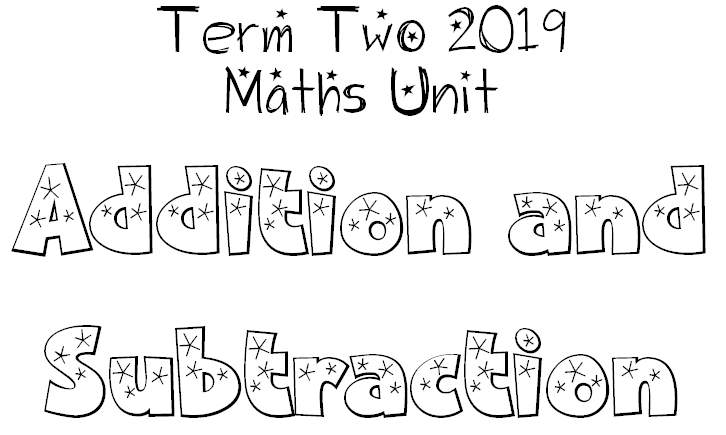 Term Two 2019
Maths Unit
Addition and
Subtraction